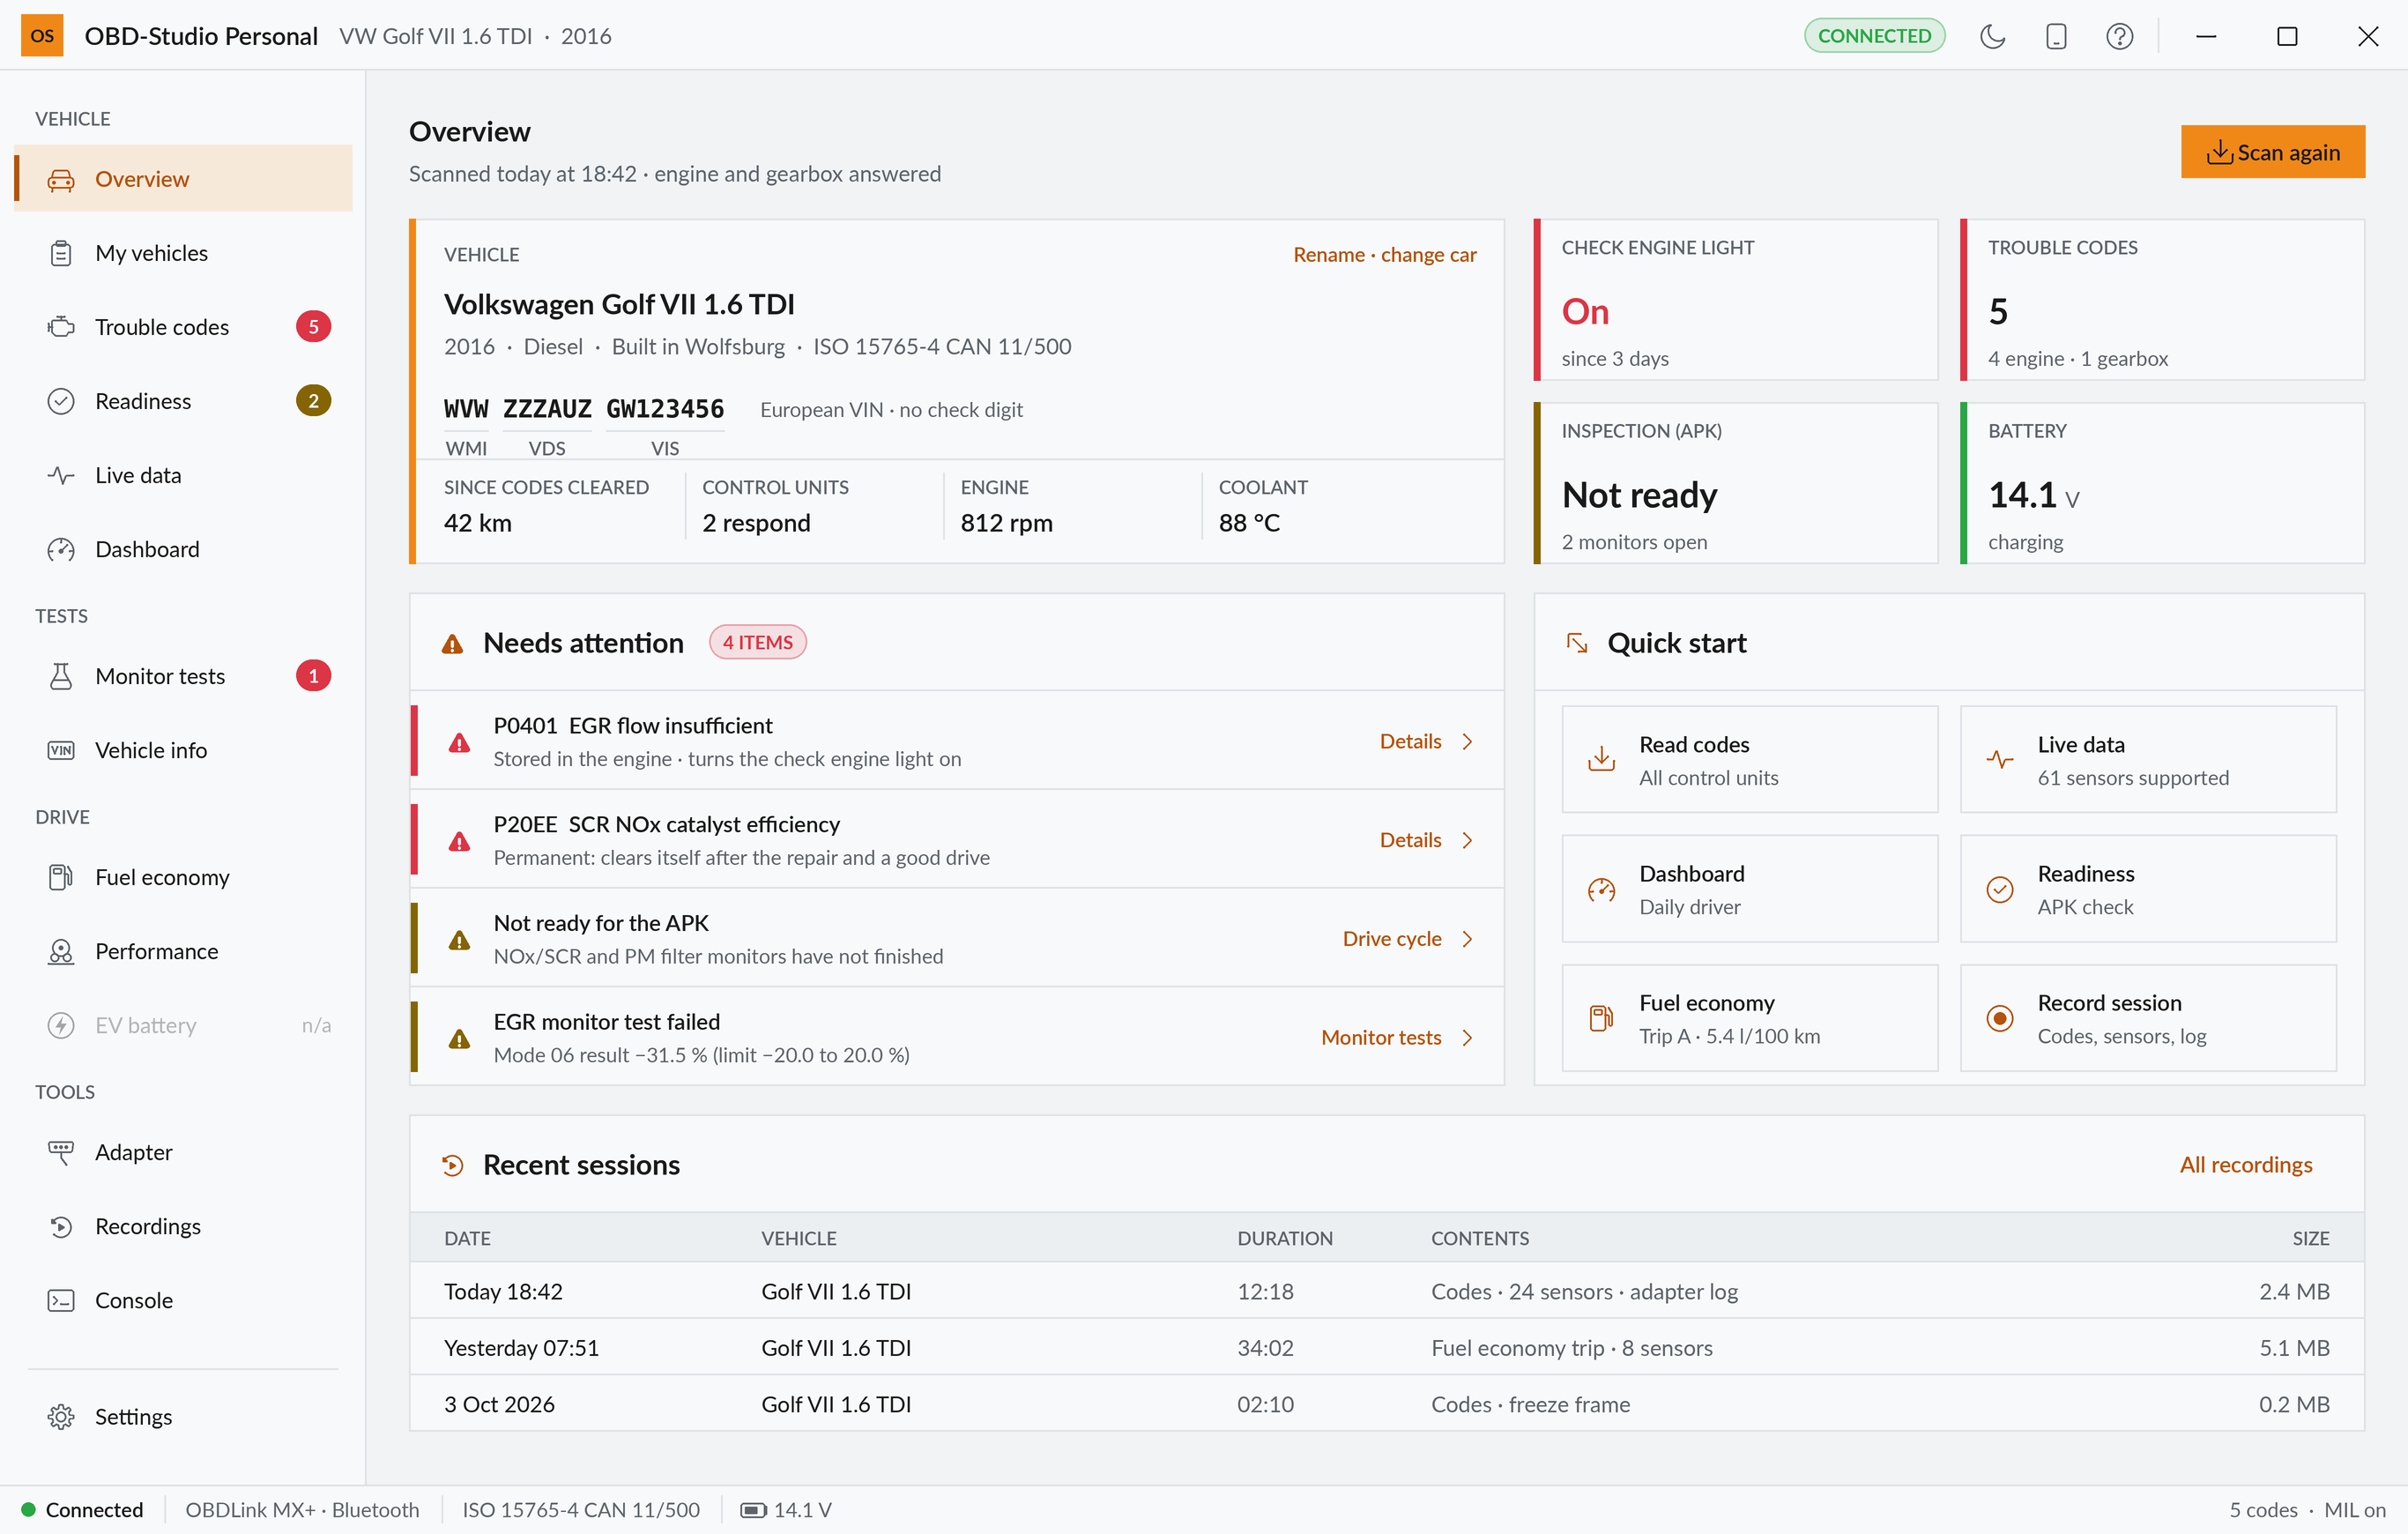 OS OBD-Studio Personal VW Golf VII 1.6 TDI · 2016 CONNECTED
VEHICLE
Overview
My vehicles
Trouble codes 5
Readiness 2
Live data
Dashboard
TESTS
Monitor tests 1
VIN Vehicle info
DRIVE
Fuel economy
Performance
EV battery n/a
TOOLS
Adapter
Recordings
Console
Settings
Overview
Scanned today at 18:42 · engine and gearbox answered
Scan again
VEHICLE Rename · change car
Volkswagen Golf VII 1.6 TDI
2016 · Diesel · Built in Wolfsburg · ISO 15765-4 CAN 11/500
WVW ZZZAUZ GW123456 European VIN · no check digit
WMI VDS VIS
SINCE CODES CLEARED CONTROL UNITS ENGINE COOLANT
42 km 2 respond 812 rpm 88 °C
CHECK ENGINE LIGHT
On
since 3 days
TROUBLE CODES
5
4 engine · 1 gearbox
INSPECTION (APK)
Not ready
2 monitors open
BATTERY
14.1 V
charging
Needs attention 4 ITEMS
P0401 EGR flow insufficient
Stored in the engine · turns the check engine light on
Details
P20EE SCR NOx catalyst efficiency
Permanent: clears itself after the repair and a good drive
Details
Not ready for the APK
NOx/SCR and PM filter monitors have not finished
Drive cycle
EGR monitor test failed
Mode 06 result −31.5 % (limit −20.0 to 20.0 %)
Monitor tests
Quick start
Read codes
All control units
Live data
61 sensors supported
Dashboard
Daily driver
Readiness
APK check
Fuel economy
Trip A · 5.4 l/100 km
Record session
Codes, sensors, log
Recent sessions All recordings
DATE VEHICLE DURATION CONTENTS SIZE
Today 18:42 Golf VII 1.6 TDI 12:18 Codes · 24 sensors · adapter log 2.4 MB
Yesterday 07:51 Golf VII 1.6 TDI 34:02 Fuel economy trip · 8 sensors 5.1 MB
3 Oct 2026 Golf VII 1.6 TDI 02:10 Codes · freeze frame 0.2 MB
Connected OBDLink MX+ · Bluetooth ISO 15765-4 CAN 11/500 14.1 V 5 codes · MIL on